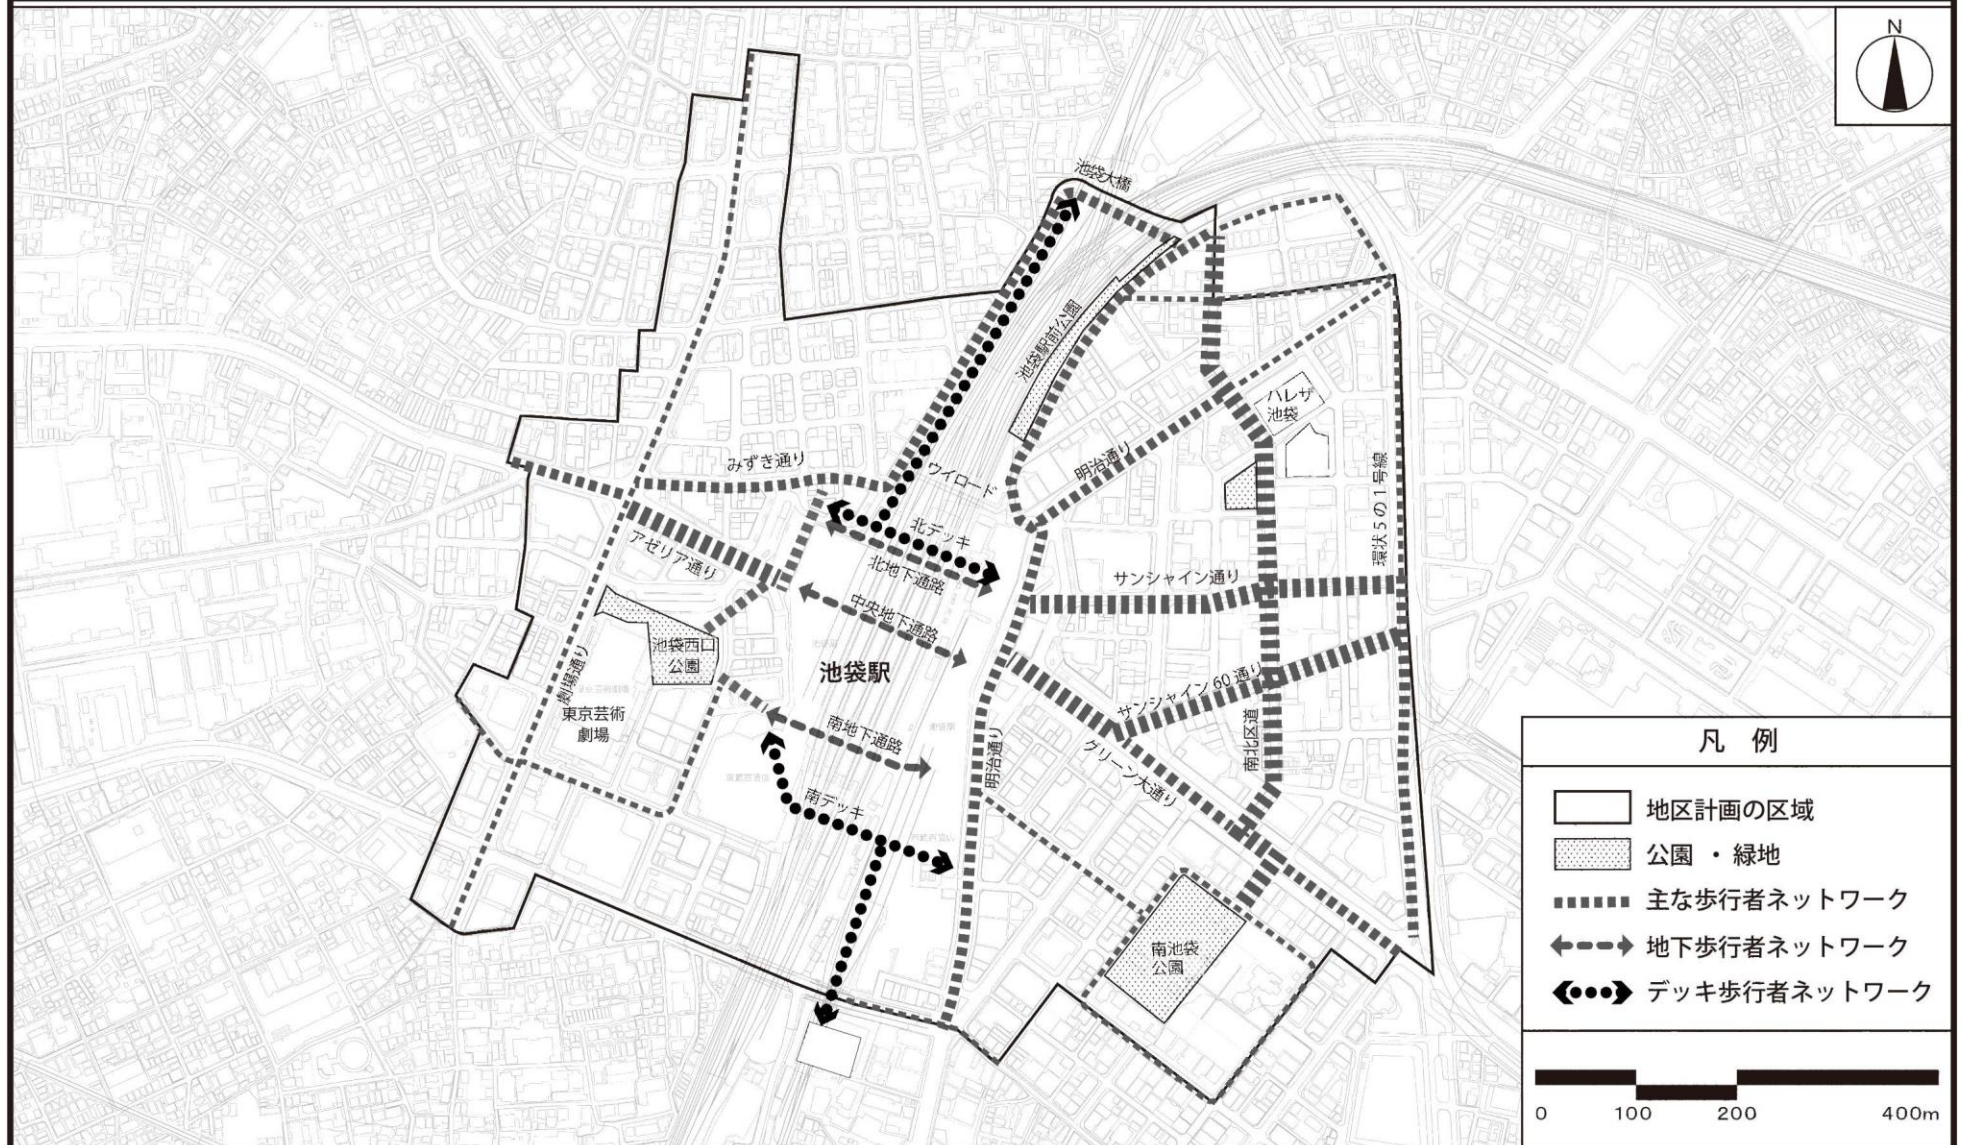 N
池袋大橋
池袋駅前公園
ハレザ
池袋
みずき通り
ウイロード
明治通り
環状5の1号線
北デッキ
アゼリア通り
北地下通路
サンシャイン通り
中央地下通路
池袋西口
公園
池袋駅
劇場通り
サンシャイン60通り
東京芸術
劇場
南地下通路
明治通り
南北区道
グリーン大通り
南デッキ
南池袋
公園
凡 例
地区計画の区域
公園 ・ 緑地
主な歩行者ネットワーク
地下歩行者ネットワーク
デッキ歩行者ネットワーク
0 100 200 400m